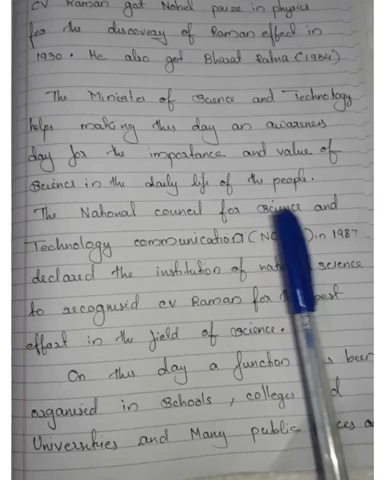 CV Raman got Nobel prize in physics
for the discovery of Raman effect in
1930. He also got Bharat Ratna (1954)
The Minister of Science and Technology
helps making this day an awareness
day for the importance and value of
Science in the daily life of the people.
The National council for Science and
Technology communication (NC ) in 1987
declared the institution of science
to recognised CV Raman for
effort in the field of Science.
On this day a function been
organised in Schools, colleges
Universities and Many public